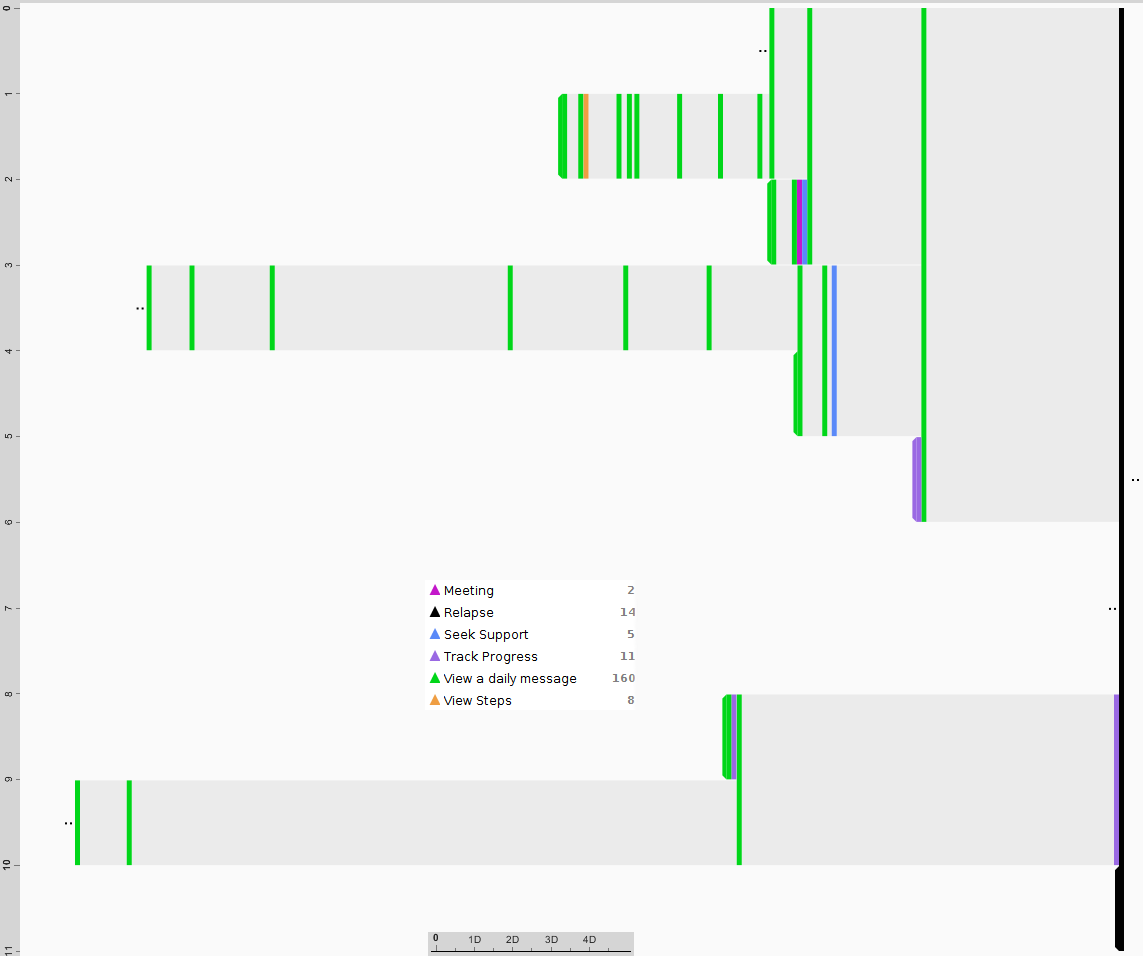 0
1
2
3
4
5
6
7
8
9
10
11
Meeting 2
Relapse 14
Seek Support 5
Track Progress 11
View a daily message 160
View Steps 8
0 1D 2D 3D 4D